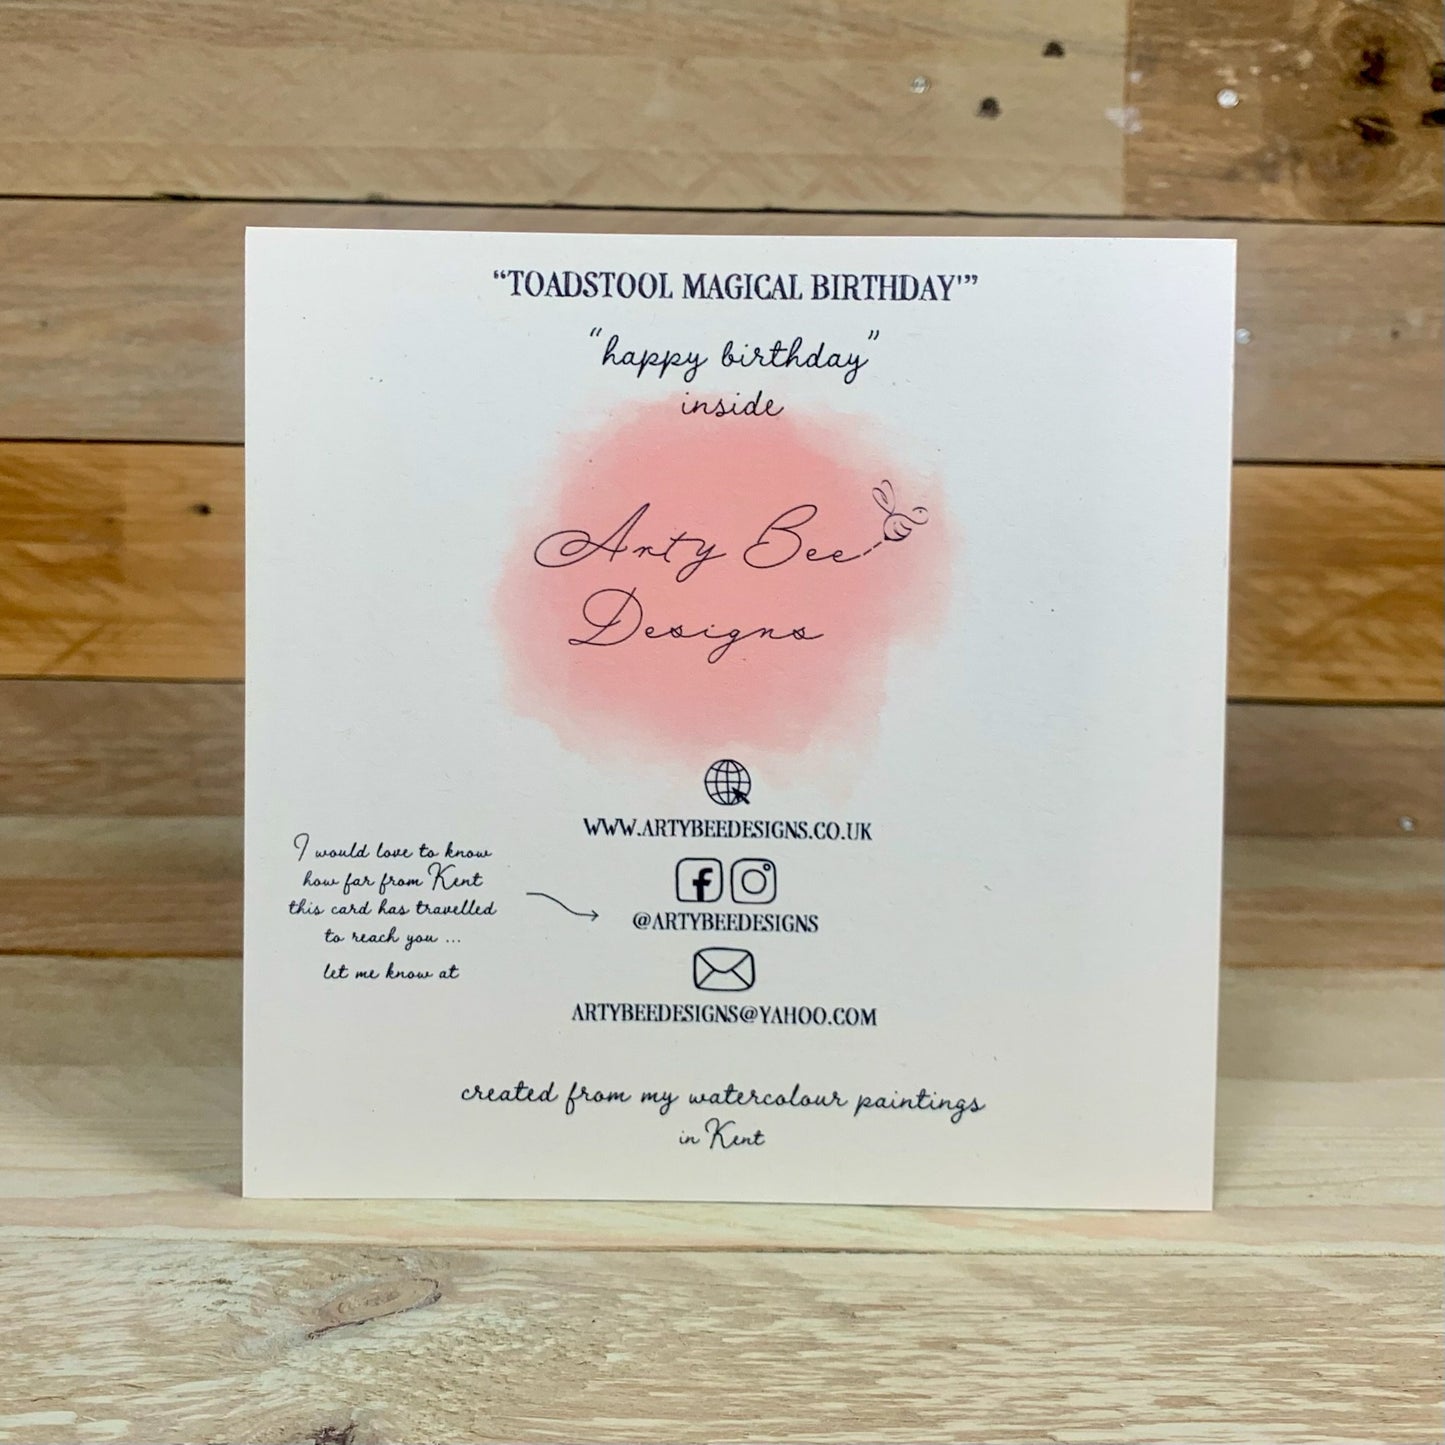 “TOADSTOOL MAGICAL BIRTHDAY'”
“happy birthday”
inside
Arty Bee
Designs
WWW.ARTYBEEDESIGNS.CO.UK
I would love to know
how far from Kent
this card has travelled
to reach you ...
let me know at
@ARTYBEEDESIGNS
ARTYBEEDESIGNS@YAHOO.COM
created from my watercolour paintings
in Kent